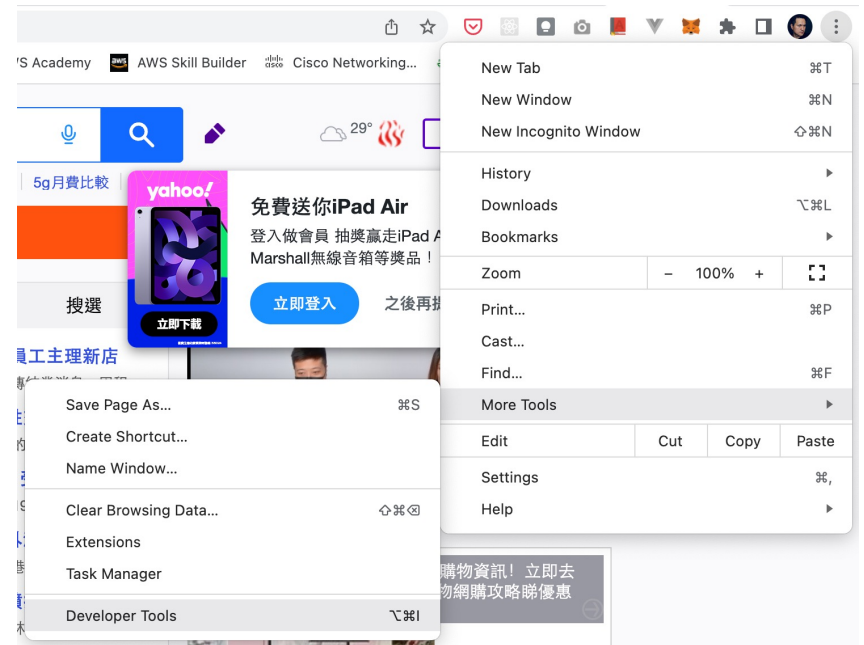 /S Academy
aws
AWS Skill Builder
cisco
Cisco Networking...
29°
5g月費比較
yahoo!
立即下載
免費送你iPad Air
登入做會員 抽獎贏走iPad A
Marshall無線音箱等獎品！
立即登入
之後再
搜選
員工主理新店
New Tab ⌘T
New Window ⌘N
New Incognito Window ⇧⌘N
History
Downloads ⌥⌘L
Bookmarks
Zoom − 100% +
Print... ⌘P
Cast...
Find... ⌘F
More Tools
Edit Cut Copy Paste
Settings ⌘,
Help
Save Page As... ⌘S
Create Shortcut...
Name Window...
Clear Browsing Data... ⇧⌘⌫
Extensions
Task Manager
Developer Tools ⌥⌘I
購物資訊！立即去
物網購攻略睇優惠